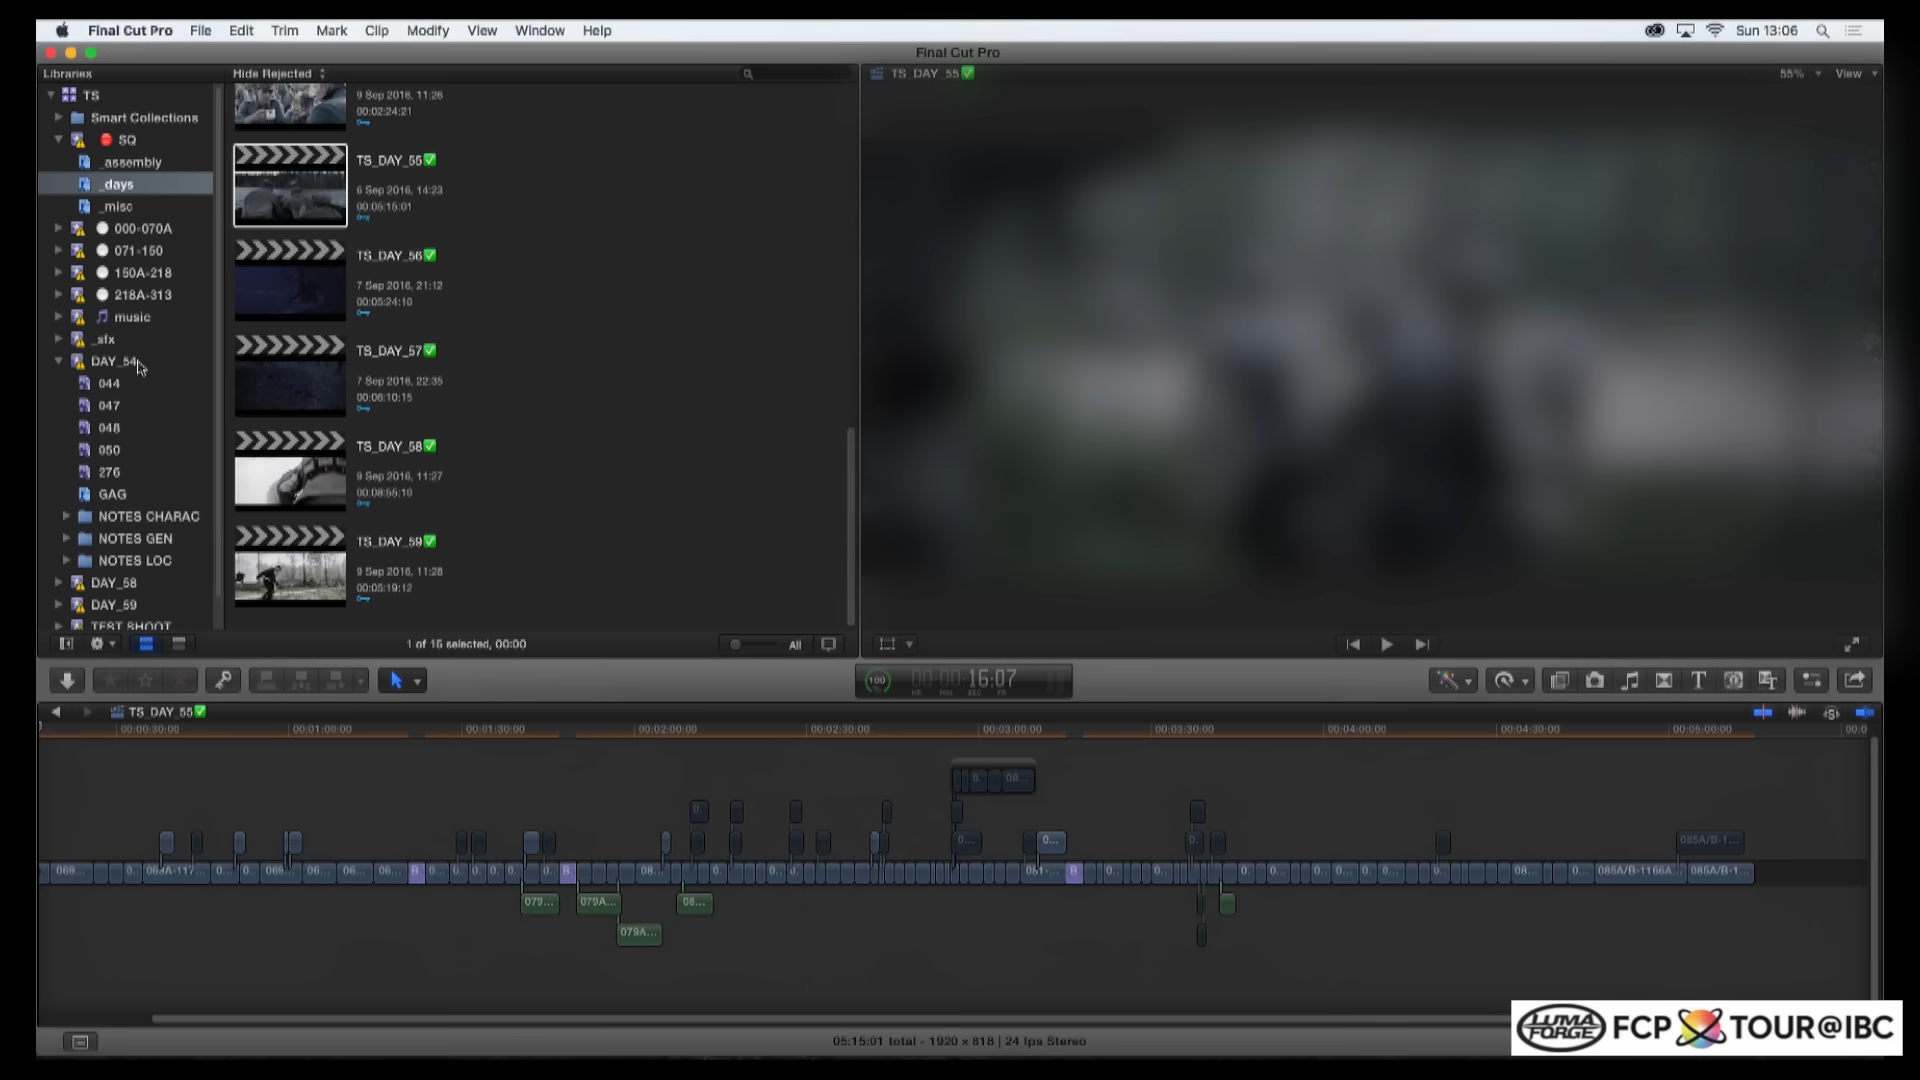 Final Cut Pro File Edit Trim Mark Clip Modify View Window Help Sun 13:06
Final Cut Pro
Libraries Hide Rejected TS_DAY_55 55% View
TS
Smart Collections
SQ
_assembly
_days
_misc
000-070A
071-150
150A-218
218A-313
music
_sfx
DAY_54
044
047
048
050
276
GAG
NOTES CHARAC
NOTES GEN
NOTES LOC
DAY_58
DAY_59
TEST SHOOT
9 Sep 2016, 11:26
00:02:24:21
TS_DAY_55
6 Sep 2016, 14:23
00:05:15:01
TS_DAY_56
7 Sep 2016, 21:12
00:05:24:10
TS_DAY_57
7 Sep 2016, 22:35
00:06:10:15
TS_DAY_58
9 Sep 2016, 11:27
00:08:55:10
TS_DAY_59
9 Sep 2016, 11:28
00:05:19:12
1 of 15 selected, 00:00 All
100 00:00:16:07
HR MIN SEC FR
TS_DAY_55
00:00:30:00 00:01:00:00 00:01:30:00 00:02:00:00 00:02:30:00 00:03:00:00 00:03:30:00 00:04:00:00 00:04:30:00 00:05:00:00 00:0
0. 08...
0.
0... 0... 0. 085A/B-1...
069... 0.. 068A-117... 0... 0.. 069 06... 06... 06... B 0... 0.. 0.. 0.. 0.. 0. B 08... 0.. 0. 081-... B 0.. 0.. 0.. 0... 0.. 0.. 0... 0.. 08... 0... 085A/B-1166A... 085A/B-1...
079... 079A... 08...
079A...
05:15:01 total - 1920 x 818 | 24 fps Stereo
LUMA FORGE FCP TOUR@IBC